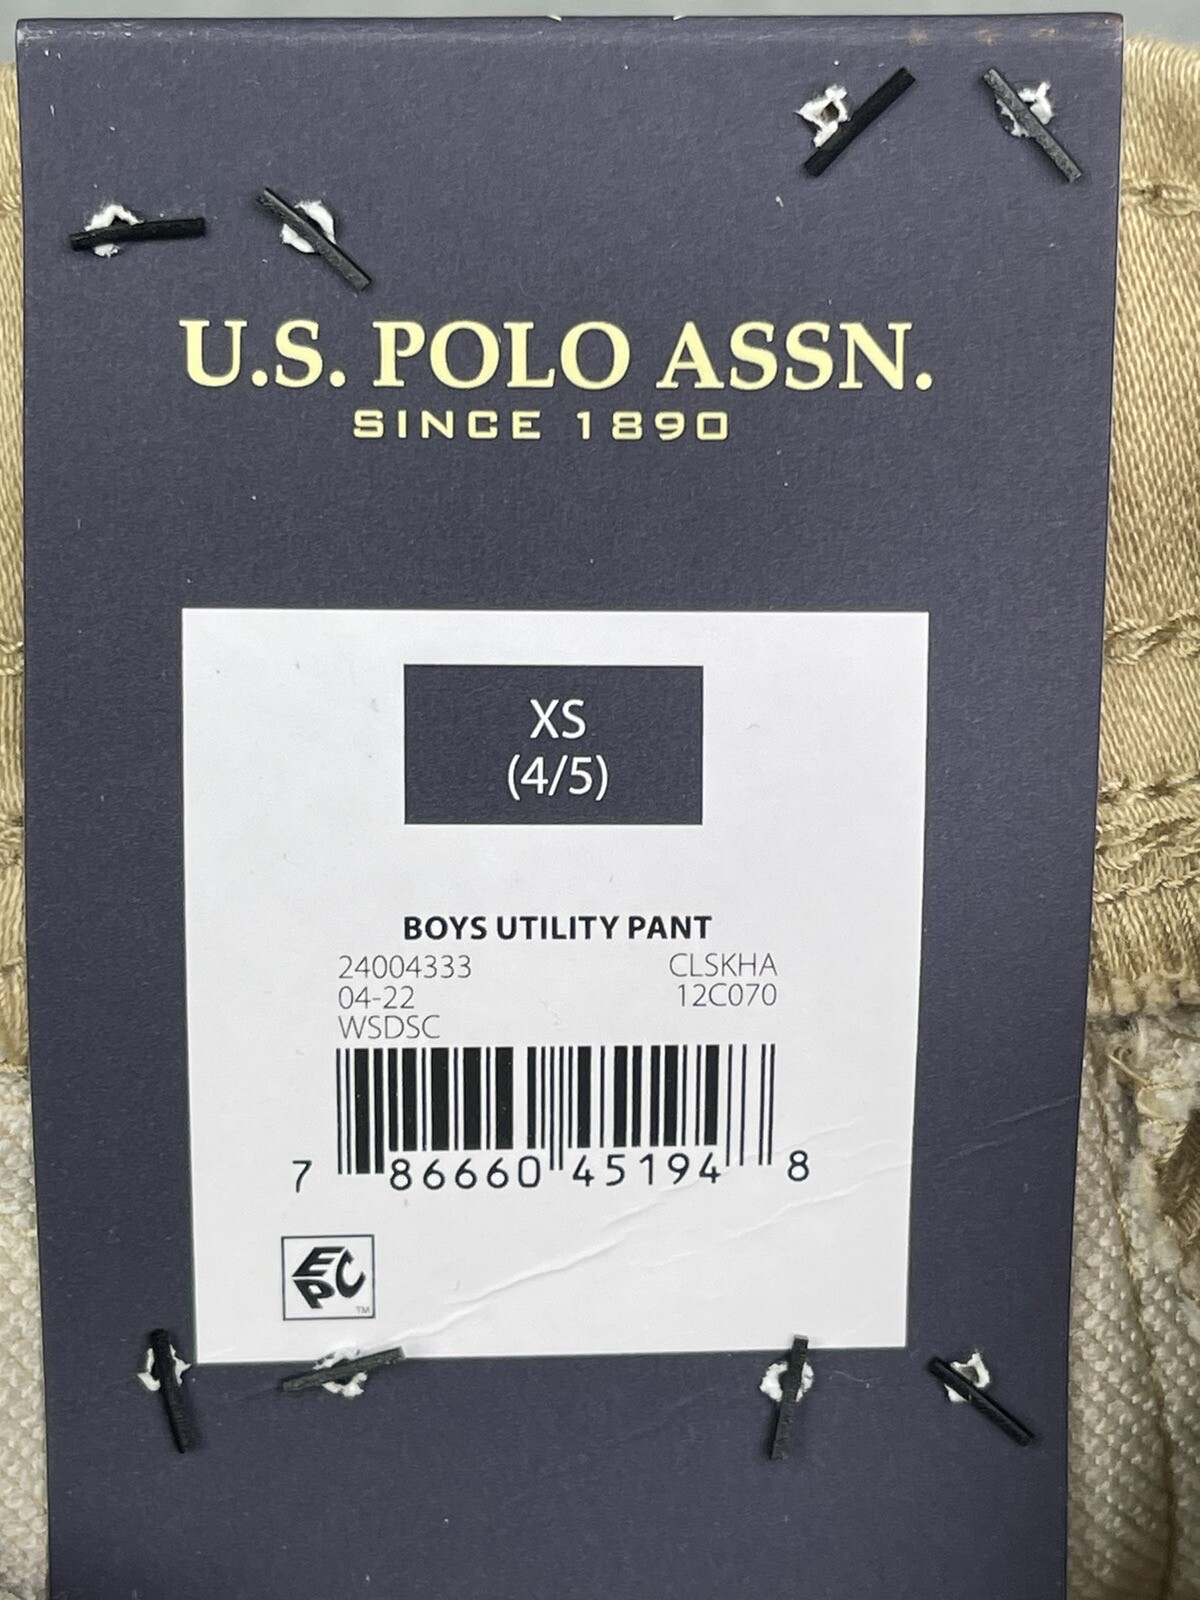 U.S. POLO ASSN.
SINCE 1890
XS
(4/5)
BOYS UTILITY PANT
24004333 CLSKHA
04-22 12C070
WSDSC
7 86660 45194 8
EPC
TM